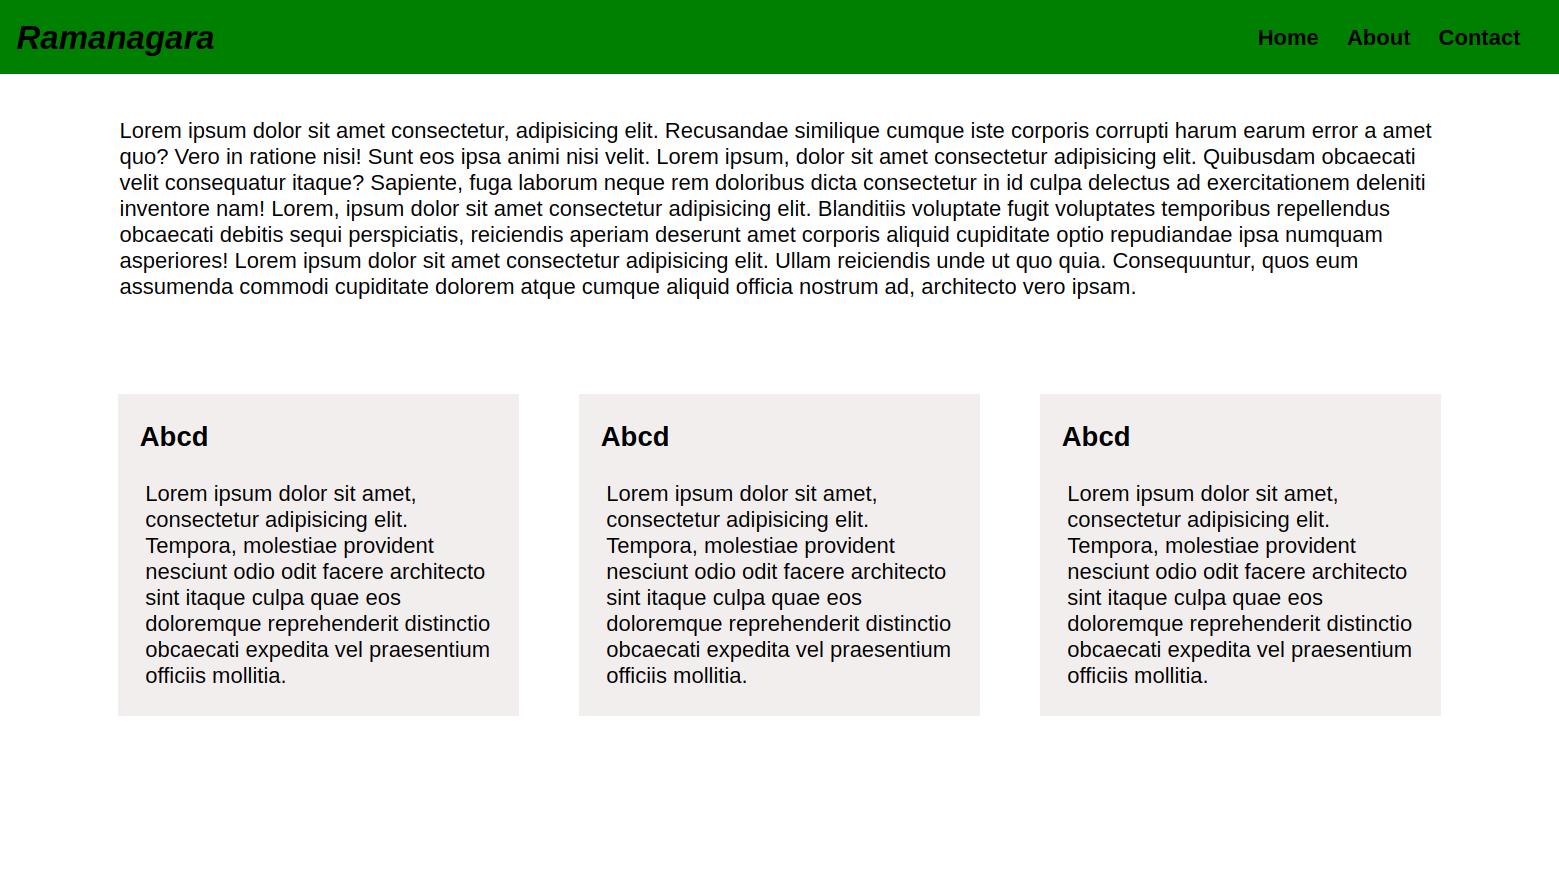 Ramanagara
Home About Contact
Lorem ipsum dolor sit amet consectetur, adipisicing elit. Recusandae similique cumque iste corporis corrupti harum earum error a amet
quo? Vero in ratione nisi! Sunt eos ipsa animi nisi velit. Lorem ipsum, dolor sit amet consectetur adipisicing elit. Quibusdam obcaecati
velit consequatur itaque? Sapiente, fuga laborum neque rem doloribus dicta consectetur in id culpa delectus ad exercitationem deleniti
inventore nam! Lorem, ipsum dolor sit amet consectetur adipisicing elit. Blanditiis voluptate fugit voluptates temporibus repellendus
obcaecati debitis sequi perspiciatis, reiciendis aperiam deserunt amet corporis aliquid cupiditate optio repudiandae ipsa numquam
asperiores! Lorem ipsum dolor sit amet consectetur adipisicing elit. Ullam reiciendis unde ut quo quia. Consequuntur, quos eum
assumenda commodi cupiditate dolorem atque cumque aliquid officia nostrum ad, architecto vero ipsam.
Abcd
Lorem ipsum dolor sit amet,
consectetur adipisicing elit.
Tempora, molestiae provident
nesciunt odio odit facere architecto
sint itaque culpa quae eos
doloremque reprehenderit distinctio
obcaecati expedita vel praesentium
officiis mollitia.
Abcd
Lorem ipsum dolor sit amet,
consectetur adipisicing elit.
Tempora, molestiae provident
nesciunt odio odit facere architecto
sint itaque culpa quae eos
doloremque reprehenderit distinctio
obcaecati expedita vel praesentium
officiis mollitia.
Abcd
Lorem ipsum dolor sit amet,
consectetur adipisicing elit.
Tempora, molestiae provident
nesciunt odio odit facere architecto
sint itaque culpa quae eos
doloremque reprehenderit distinctio
obcaecati expedita vel praesentium
officiis mollitia.